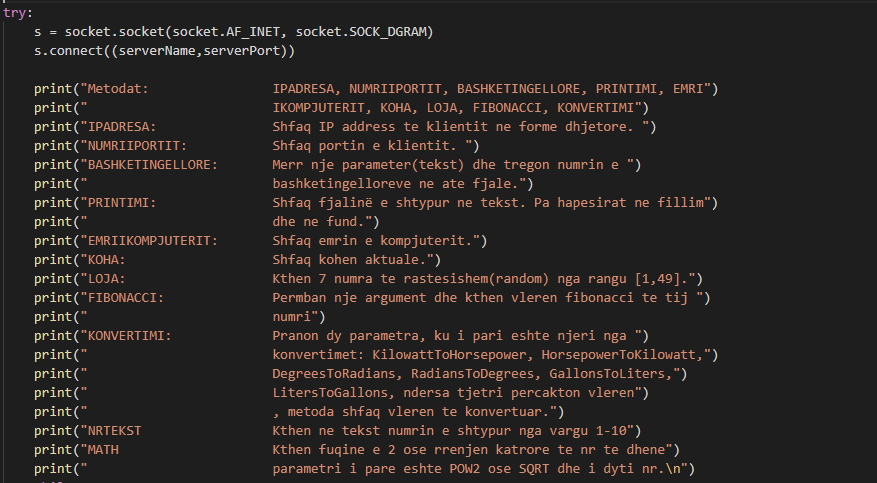 try:
    s = socket.socket(socket.AF_INET, socket.SOCK_DGRAM)
    s.connect((serverName,serverPort))
    print("Metodat:                IPADRESA, NUMRIIPORTIT, BASHKETINGELLORE, PRINTIMI, EMRI")
    print("                        IKOMPJUTERIT, KOHA, LOJA, FIBONACCI, KONVERTIMI")
    print("IPADRESA:               Shfaq IP address te klientit ne forme dhjetore. ")
    print("NUMRIIPORTIT:           Shfaq portin e klientit. ")
    print("BASHKETINGELLORE:       Merr nje parameter(tekst) dhe tregon numrin e ")
    print("                        bashketingelloreve ne ate fjale.")
    print("PRINTIMI:               Shfaq fjalinë e shtypur ne tekst. Pa hapesirat ne fillim")
    print("                        dhe ne fund.")
    print("EMRIIKOMPJUTERIT:       Shfaq emrin e kompjuterit.")
    print("KOHA:                   Shfaq kohen aktuale.")
    print("LOJA:                   Kthen 7 numra te rastesishem(random) nga rangu [1,49].")
    print("FIBONACCI:              Permban nje argument dhe kthen vleren fibonacci te tij ")
    print("                        numri")
    print("KONVERTIMI:             Pranon dy parametra, ku i pari eshte njeri nga ")
    print("                        konvertimet: KilowattToHorsepower, HorsepowerToKilowatt,")
    print("                        DegreesToRadians, RadiansToDegrees, GallonsToLiters,")
    print("                        LitersToGallons, ndersa tjetri percakton vleren")
    print("                        , metoda shfaq vleren te konvertuar.")
    print("NRTEKST                 Kthen ne tekst numrin e shtypur nga vargu 1-10")
    print("MATH                    Kthen fuqine e 2 ose rrenjen katrore te nr te dhene")
    print("                        parametri i pare eshte POW2 ose SQRT dhe i dyti nr.\n")